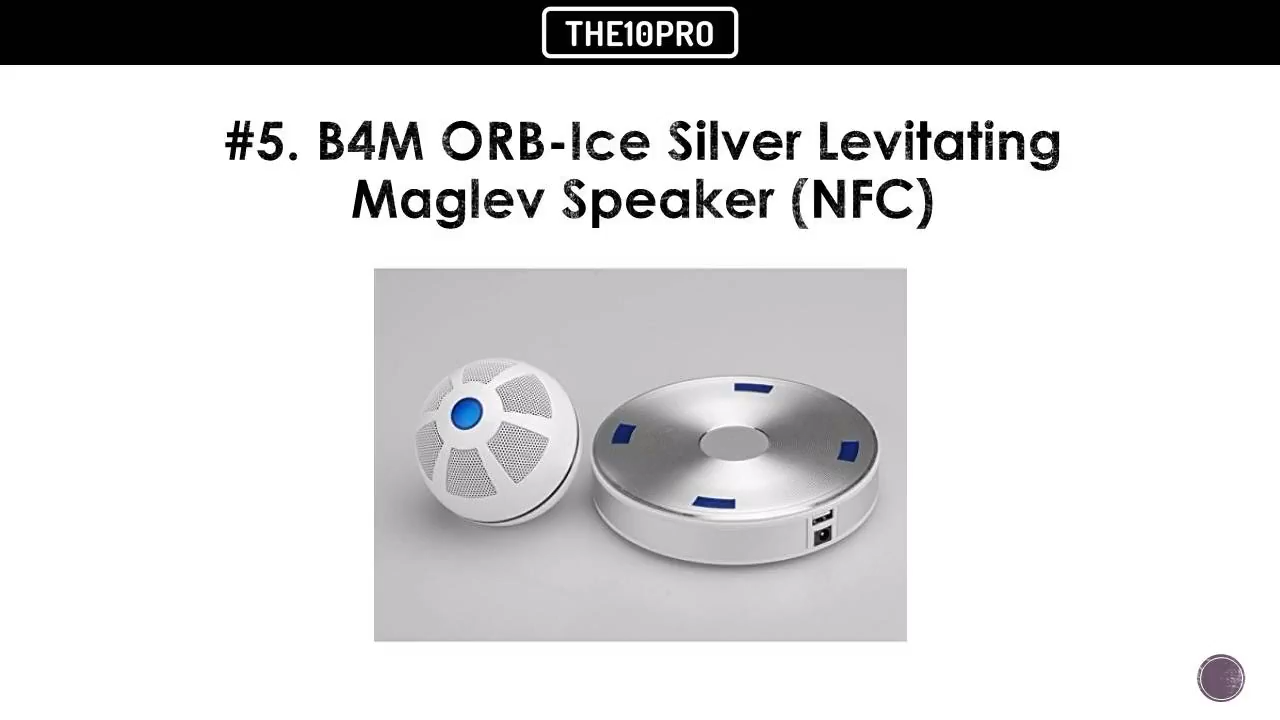 THE10PRO
#5. B4M ORB-Ice Silver Levitating
Maglev Speaker (NFC)